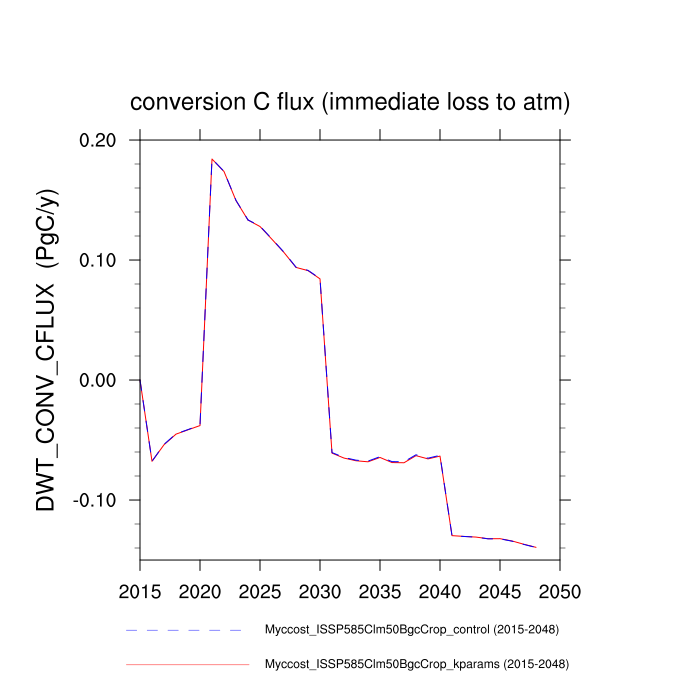 conversion C flux (immediate loss to atm)
DWT_CONV_CFLUX (PgC/y)
0.20
0.10
0.00
-0.10
2015 2020 2025 2030 2035 2040 2045 2050
Myccost_ISSP585Clm50BgcCrop_control (2015-2048)
Myccost_ISSP585Clm50BgcCrop_kparams (2015-2048)